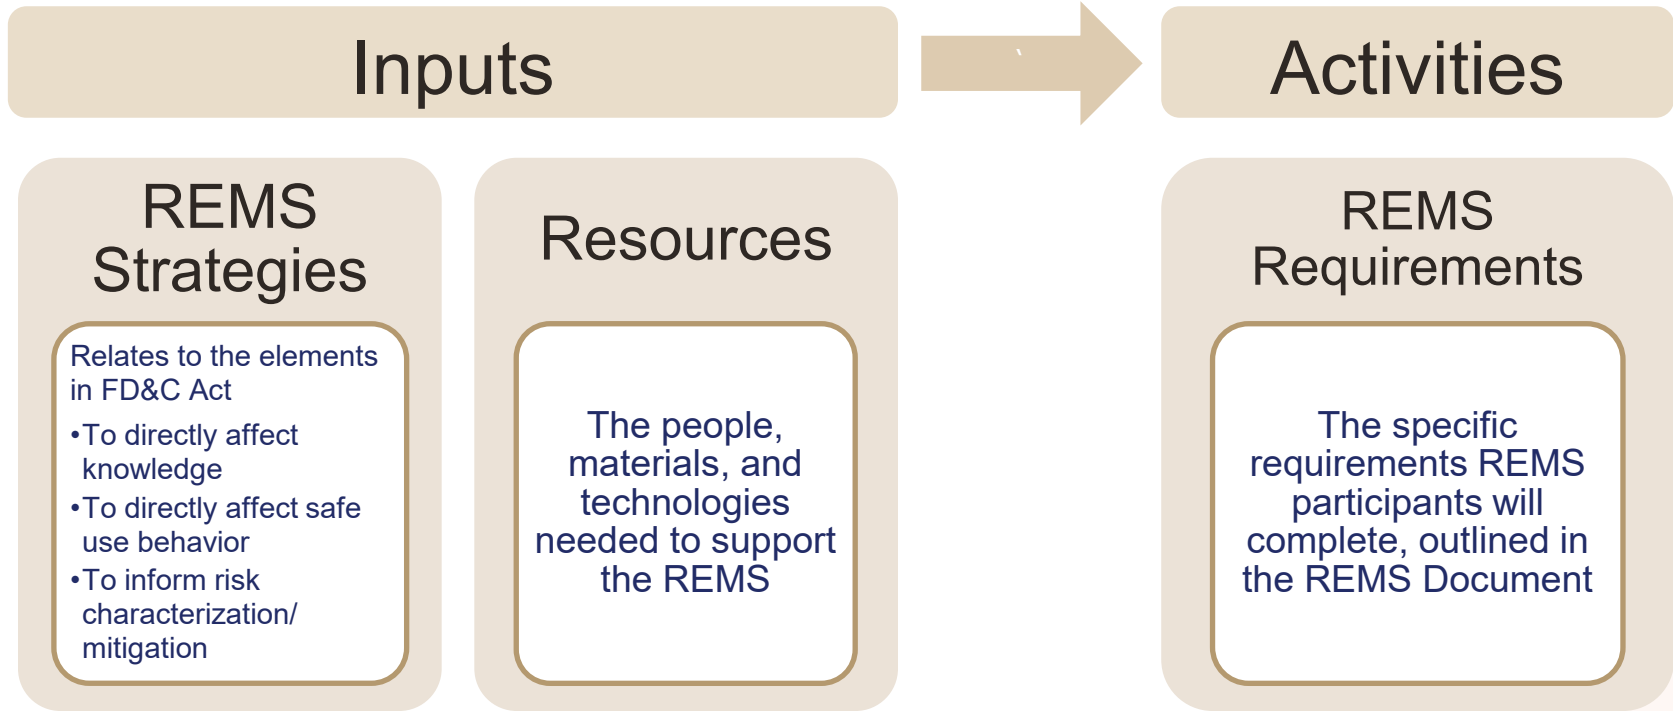 Inputs
Activities
REMS
Strategies
Relates to the elements
in FD&C Act
•To directly affect
knowledge
•To directly affect safe
use behavior
•To inform risk
characterization/
mitigation
Resources
The people,
materials, and
technologies
needed to support
the REMS
REMS
Requirements
The specific
requirements REMS
participants will
complete, outlined in
the REMS Document